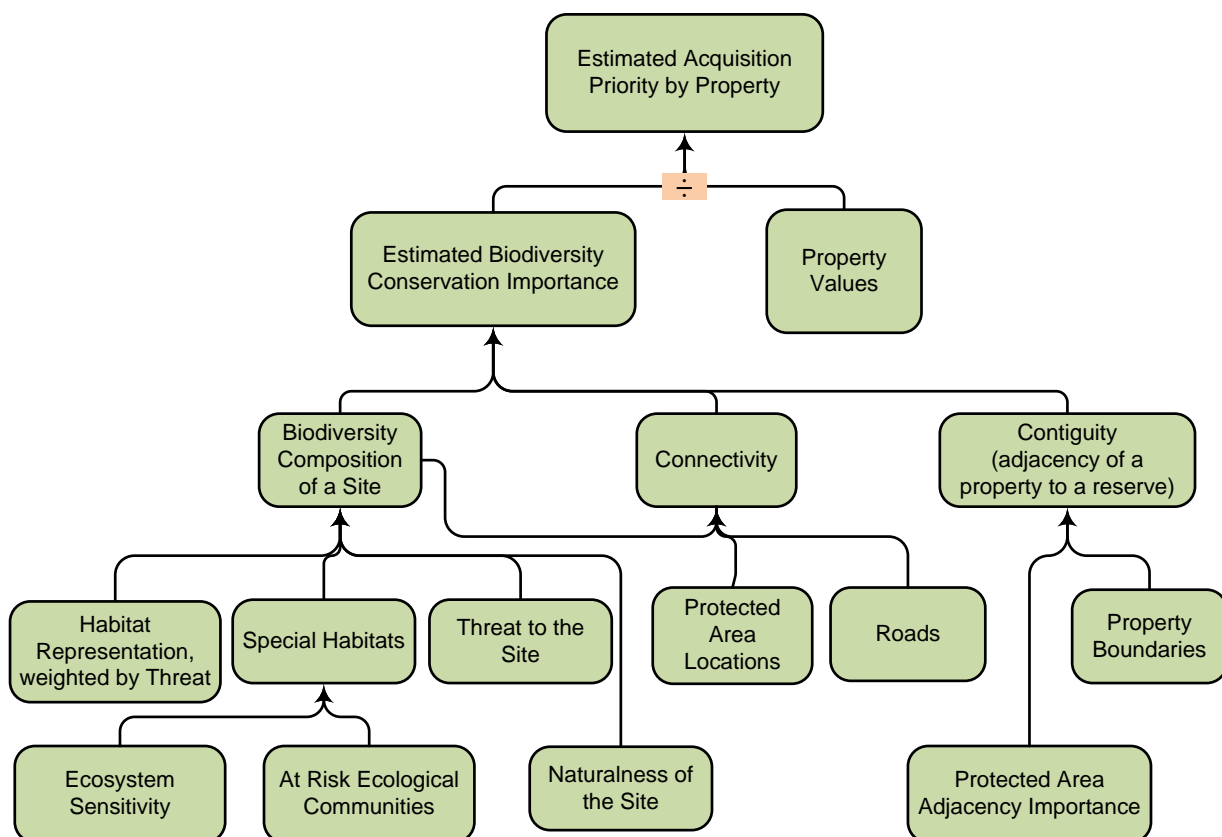 Estimated Acquisition
Priority by Property
÷
Estimated Biodiversity
Conservation Importance
Property
Values
Biodiversity
Composition
of a Site
Connectivity
Contiguity
(adjacency of a
property to a reserve)
Habitat
Representation,
weighted by Threat
Special Habitats
Threat to the
Site
Protected
Area
Locations
Roads
Property
Boundaries
Ecosystem
Sensitivity
At Risk Ecological
Communities
Naturalness of
the Site
Protected Area
Adjacency Importance